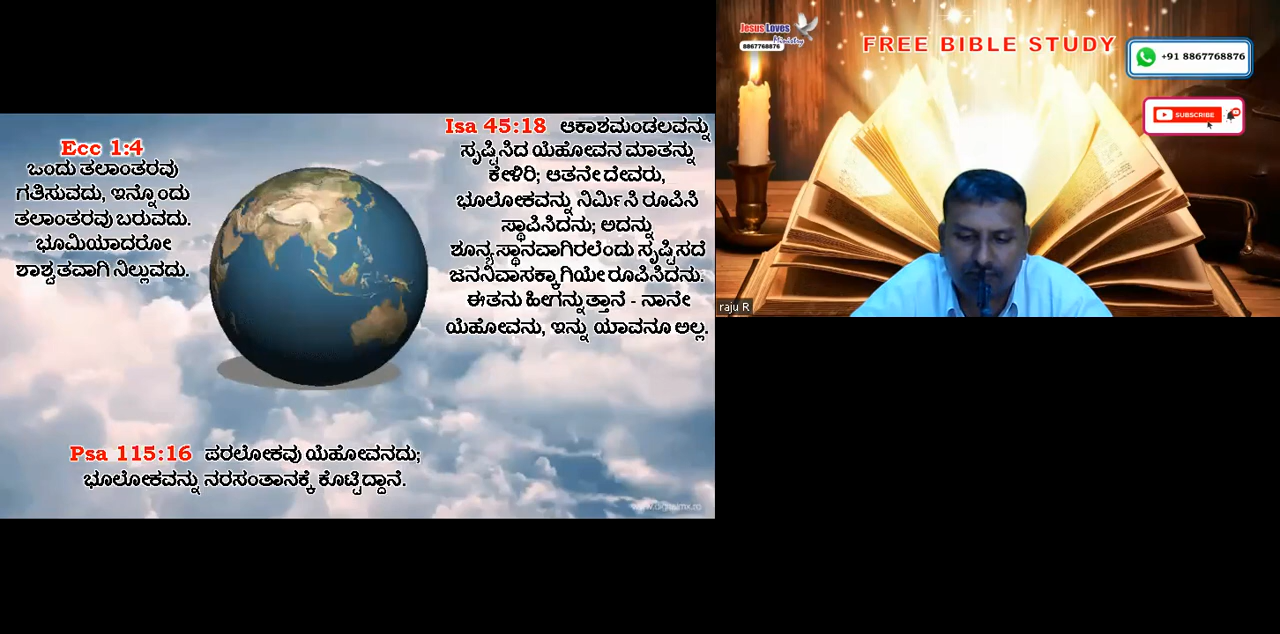 Ecc 1:4
ಒಂದು ತಲಾಂತರವು
ಗತಿಸುವದು, ಇನ್ನೊಂದು
ತಲಾಂತರವು ಬರುವದು.
ಭೂಮಿಯಾದರೋ
ಶಾಶ್ವತವಾಗಿ ನಿಲ್ಲುವದು.
Isa 45:18 ಆಕಾಶಮಂಡಲವನ್ನು
ಸೃಷ್ಟಿಸಿದ ಯೆಹೋವನ ಮಾತನ್ನು
ಕೇಳಿರಿ; ಆತನೇ ದೇವರು,
ಭೂಲೋಕವನ್ನು ನಿರ್ಮಿಸಿ ರೂಪಿಸಿ
ಸ್ಥಾಪಿಸಿದನು; ಅದನ್ನು
ಶೂನ್ಯಸ್ಥಾನವಾಗಿರಲೆಂದು ಸೃಷ್ಟಿಸದೆ
ಜನನಿವಾಸಕ್ಕಾಗಿಯೇ ರೂಪಿಸಿದನು.
ಈತನು ಹೀಗನ್ನುತ್ತಾನೆ - ನಾನೇ
ಯೆಹೋವನು, ಇನ್ನು ಯಾವನೂ ಅಲ್ಲ.
Psa 115:16 ಪರಲೋಕವು ಯೆಹೋವನದು;
ಭೂಲೋಕವನ್ನು ನರಸಂತಾನಕ್ಕೆ ಕೊಟ್ಟಿದ್ದಾನೆ.
Jesus Loves
Ministry
8867768876
FREE BIBLE STUDY
+91 8867768876
SUBSCRIBE
raju R